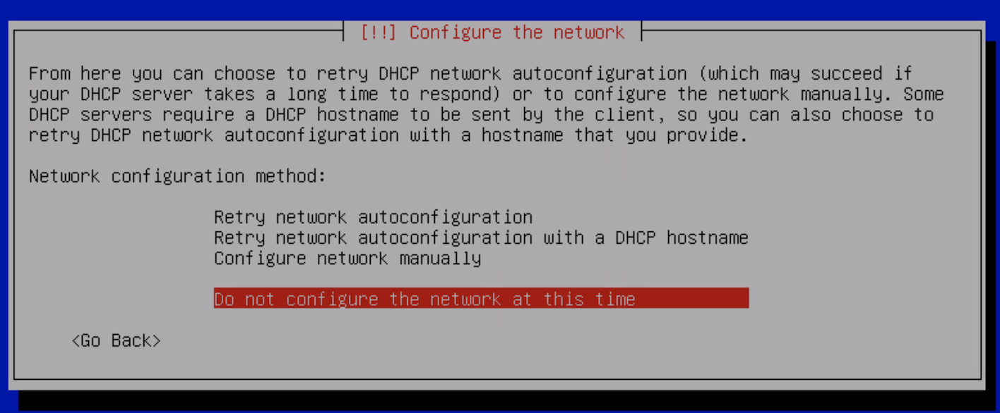 [!!] Configure the network
From here you can choose to retry DHCP network autoconfiguration (which may succeed if
your DHCP server takes a long time to respond) or to configure the network manually. Some
DHCP servers require a DHCP hostname to be sent by the client, so you can also choose to
retry DHCP network autoconfiguration with a hostname that you provide.
Network configuration method:
Retry network autoconfiguration
Retry network autoconfiguration with a DHCP hostname
Configure network manually
Do not configure the network at this time
<Go Back>